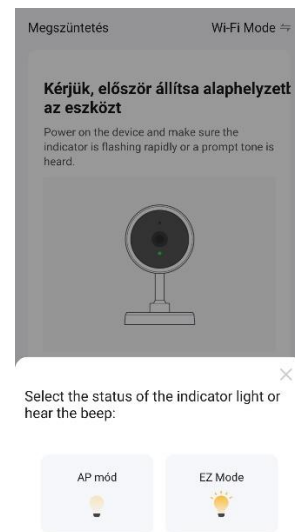 Megszüntetés
Wi-Fi Mode
Kérjük, először állítsa alaphelyzetb
az eszközt
Power on the device and make sure the
indicator is flashing rapidly or a prompt tone is
heard.
Select the status of the indicator light or
hear the beep:
AP mód
EZ Mode